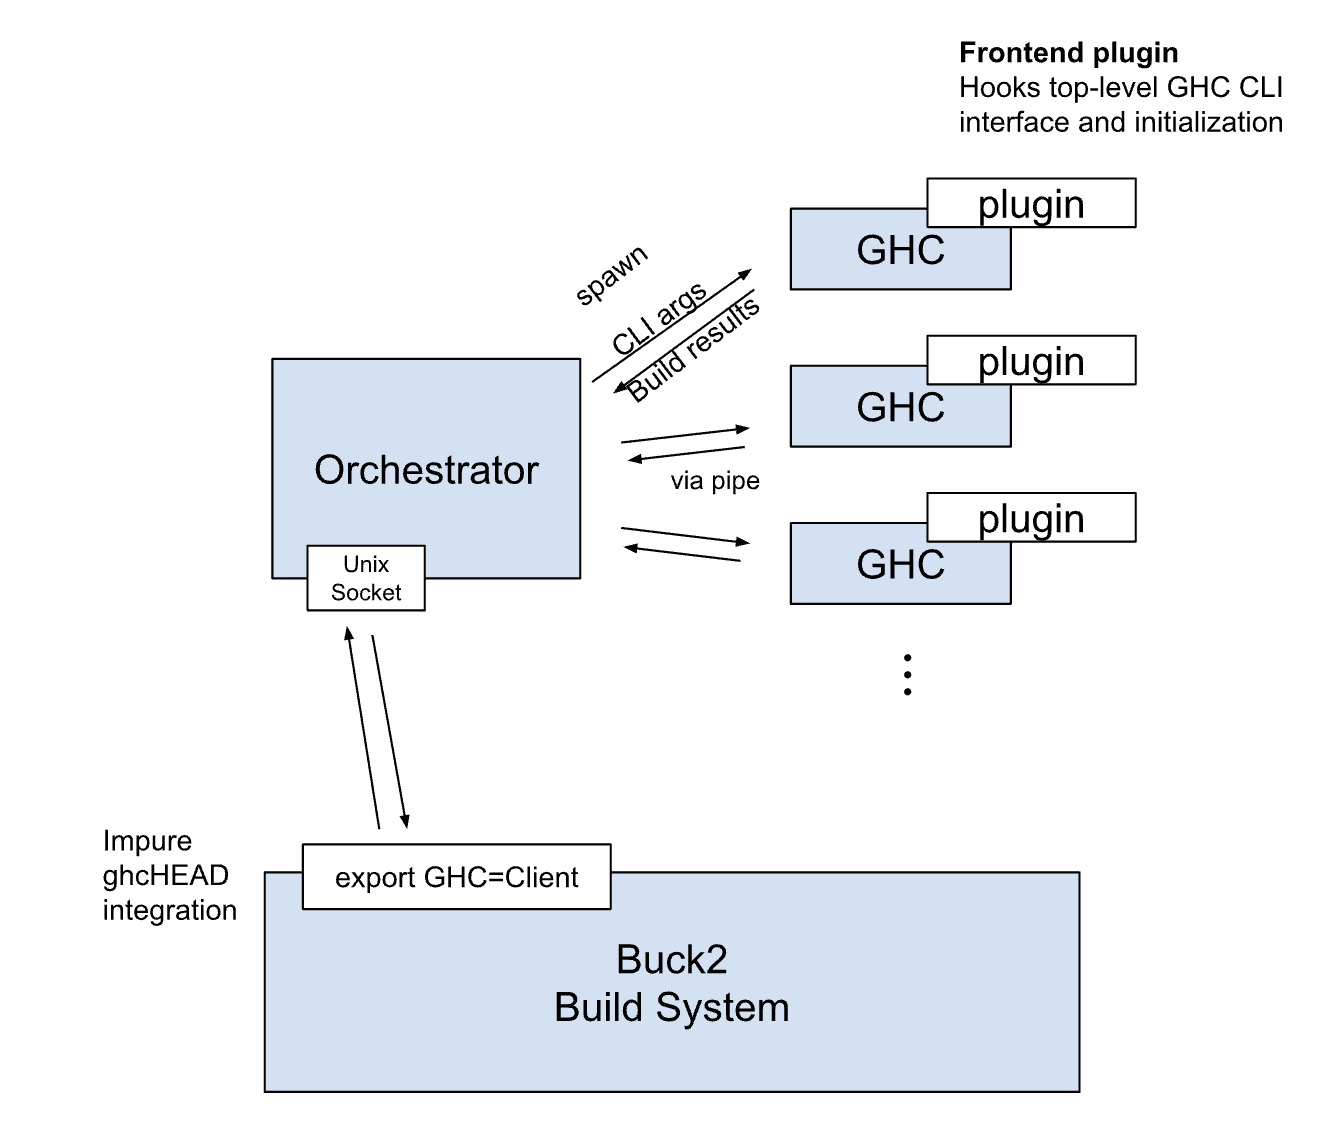 Frontend plugin
Hooks top-level GHC CLI
interface and initialization
plugin
GHC
spawn
CLI args
Build results
plugin
GHC
Orchestrator
via pipe
plugin
GHC
Unix
Socket
Impure
ghcHEAD
integration
export GHC=Client
Buck2
Build System